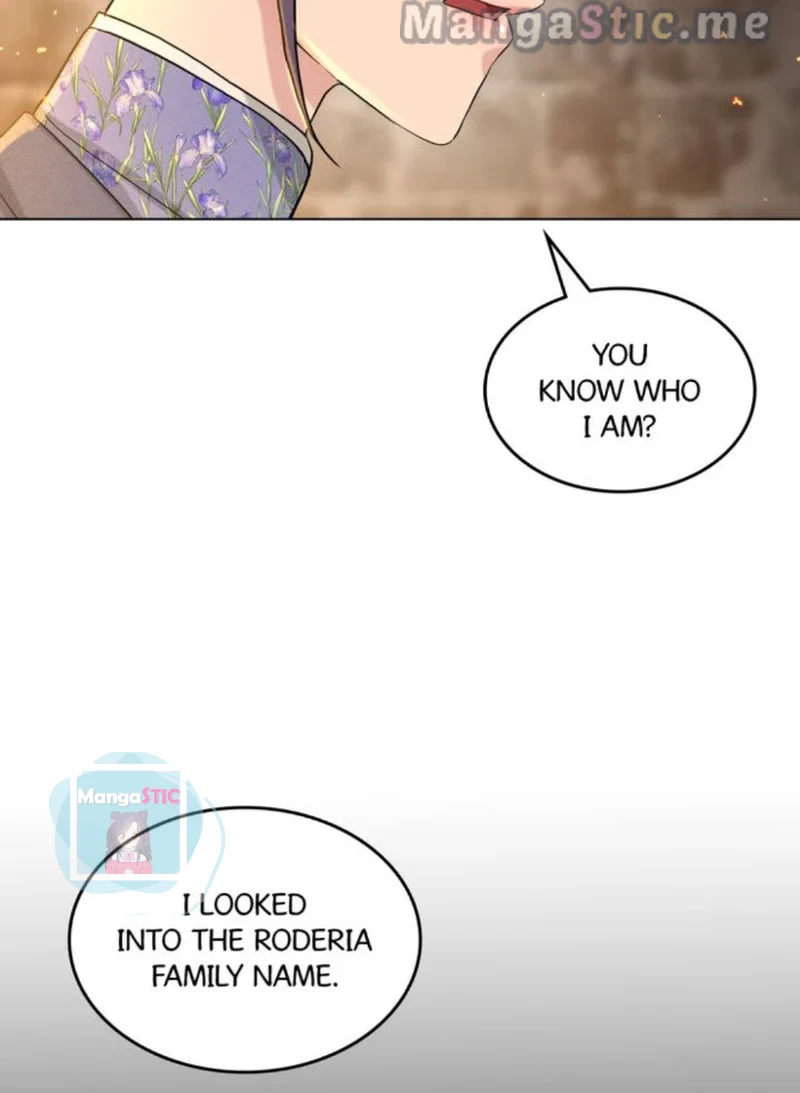 MangaStic.me
YOU
KNOW WHO
I AM?
MangaSTIC
I LOOKED
INTO THE RODERIA
FAMILY NAME.